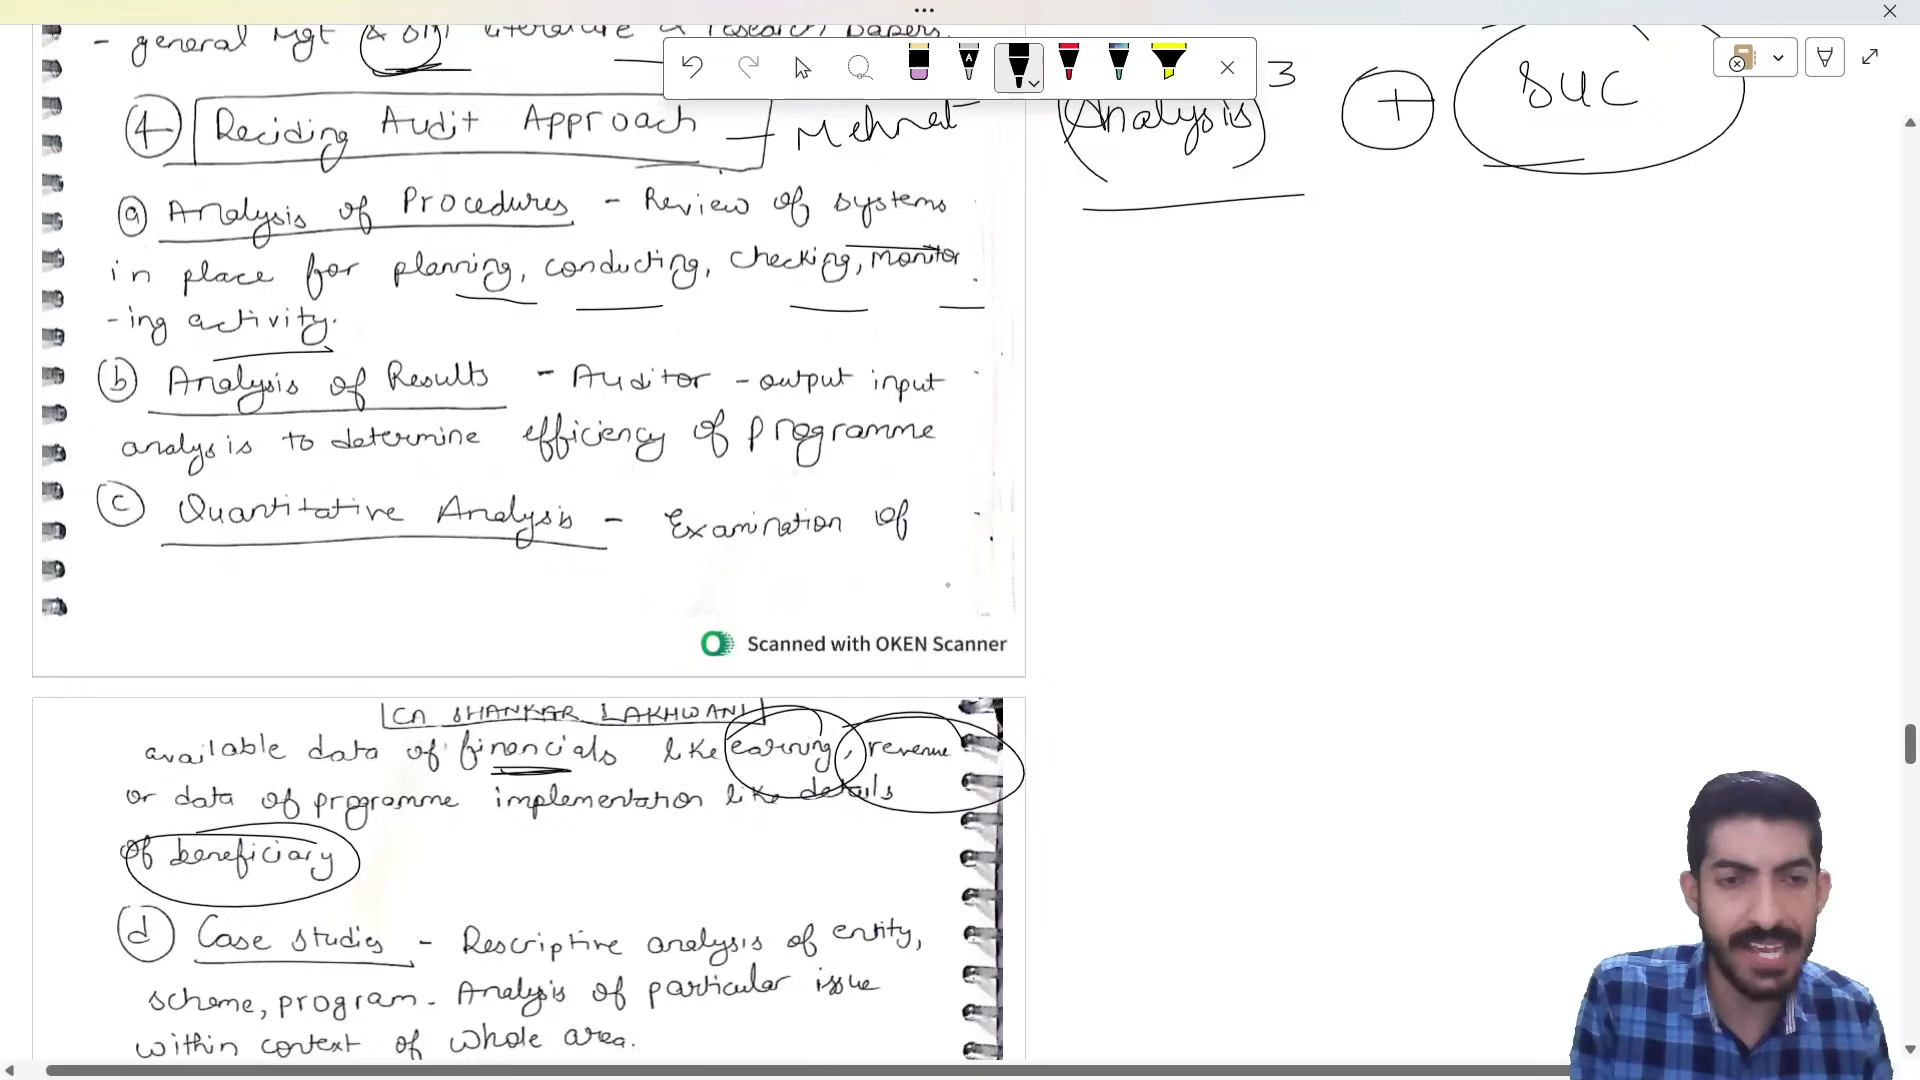 - general Mgt & literature & research papers.
④ Deciding Audit Approach - Mehnat
(Analysis)³ + SUC
ⓐ Analysis of Procedures - Review of systems
in place for planning, conducting, checking, monitor
-ing activity.
ⓑ Analysis of Results - Auditor - output input
analysis to determine efficiency of programme
ⓒ Quantitative Analysis - Examination of
Scanned with OKEN Scanner
CA SHANKAR LAKHWANI
available data of financials like earning, revenue
or data of programme implementation like details
of beneficiary
ⓓ Case Studies - Descriptive analysis of entity,
scheme, program. Analysis of particular issue
within context of whole area.